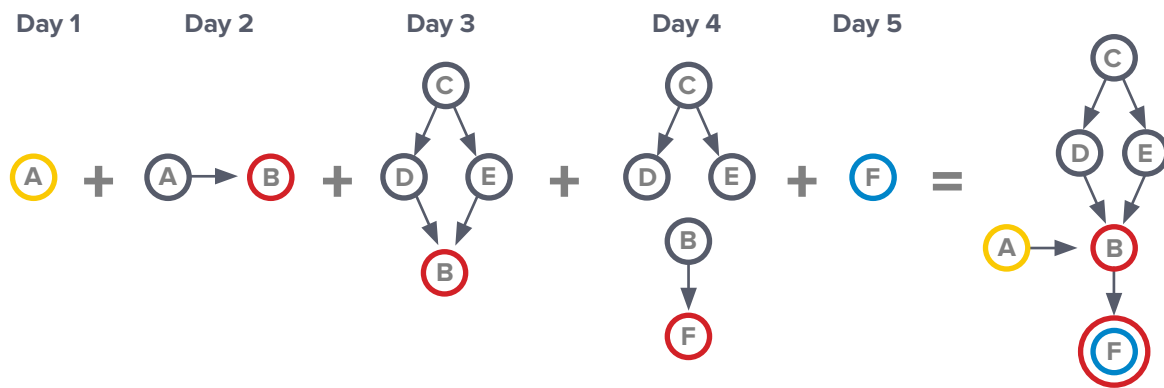 Day 1 Day 2 Day 3 Day 4 Day 5
C C C
D E
A + A B + D E + D E + F =
B A B
B
F F